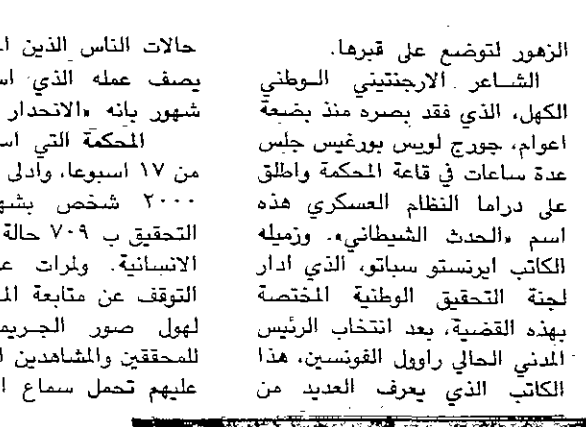 الزهور لتوضع على قبرها.
الشاعر الارجنتيني الوطني
الكهل، الذي فقد بصره منذ بضعة
اعوام، جورج لويس بورغيس جلس
عدة ساعات في قاعة المحكمة واطلق
على دراما النظام العسكري هذه
اسم «الحدث الشيطاني». وزميله
الكاتب ايرنستو سباتو، الذي ادار
لجنة التحقيق الوطنية المختصة
بهذه القضية، بعد انتخاب الرئيس
المدني الحالي راوول الفونسين، هذا
الكاتب الذي يعرف العديد من
حالات الناس الذين
يصف عمله الذي
شهور بانه «الانحدار
المحكمة التي
من ١٧ اسبوعا، وادلى
٢٠٠٠ شخص
التحقيق ب ٧٠٩ حالة
الانسانية. ولمرات
التوقف عن متابعة
لهول صور
للمحققين والمشاهدين
عليهم تحمل سماع